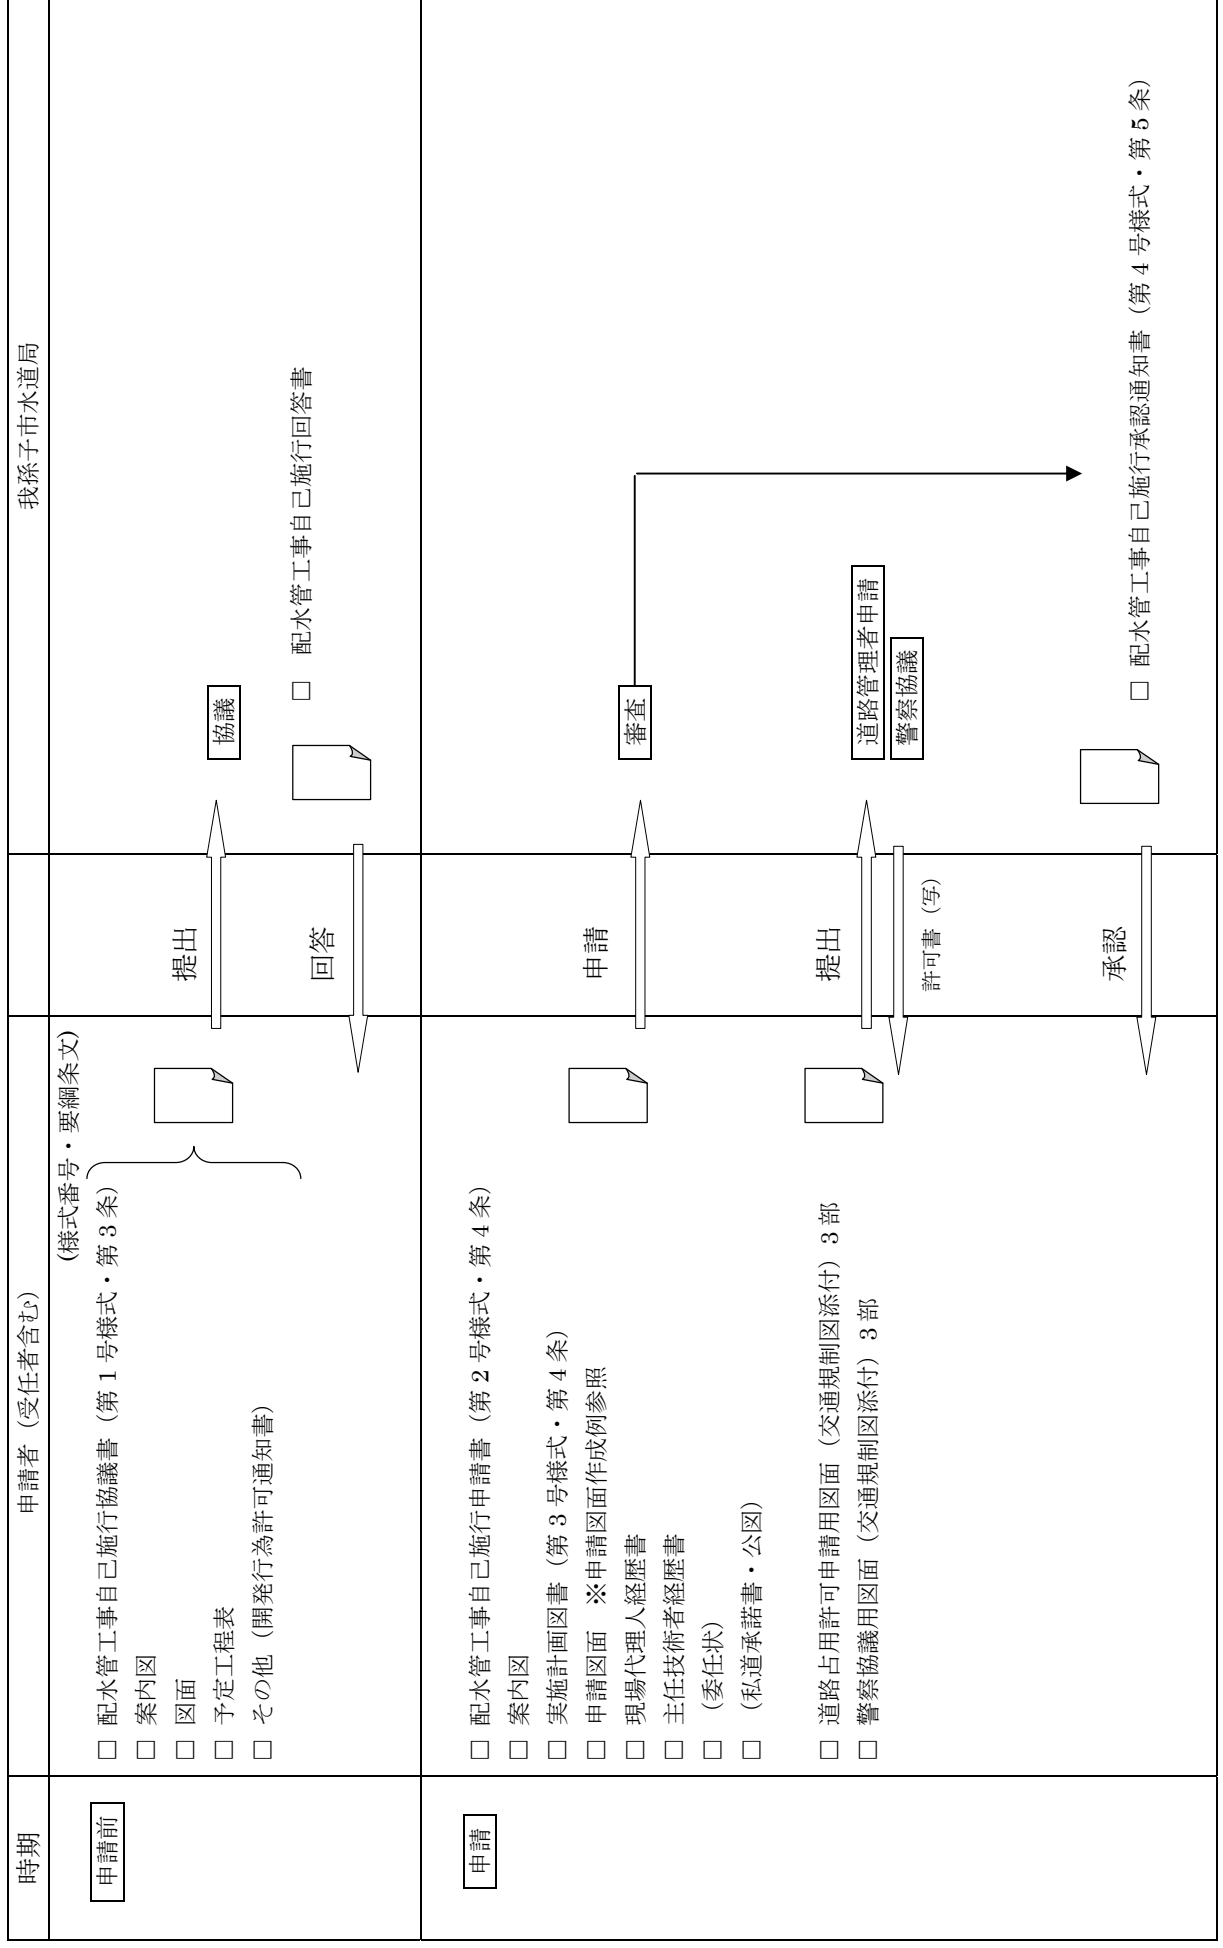 時期
申請者（受任者含む）
我孫子市水道局
申請前
(様式番号・要綱条文)
□ 配水管工事自己施行協議書（第1号様式・第3条）
□ 案内図
□ 図面
□ 予定工程表
□ その他（開発行為許可通知書）
提出
協議
回答
□ 配水管工事自己施行回答書
申請
□ 配水管工事自己施行申請書（第2号様式・第4条）
□ 案内図
□ 実施計画図書（第3号様式・第4条）
□ 申請図面 ※申請図面作成例参照
□ 現場代理人経歴書
□ 主任技術者経歴書
□ （委任状）
□ （私道承諾書・公図）
申請
審査
□ 道路占用許可申請用図面（交通規制図添付）3部
□ 警察協議用図面（交通規制図添付）3部
提出
道路管理者申請
警察協議
許可書（写）
承認
□ 配水管工事自己施行承認通知書（第4号様式・第5条）